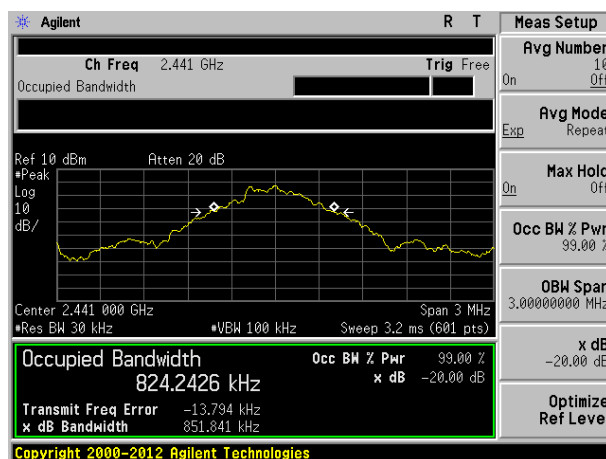 Agilent R T
Ch Freq 2.441 GHz Trig Free
Occupied Bandwidth
Ref 10 dBm Atten 20 dB
#Peak
Log
10
dB/
Center 2.441 000 GHz Span 3 MHz
#Res BW 30 kHz #VBW 100 kHz Sweep 3.2 ms (601 pts)
Occupied Bandwidth Occ BW % Pwr 99.00 %
824.2426 kHz x dB -20.00 dB
Transmit Freq Error -13.794 kHz
x dB Bandwidth 851.841 kHz
Copyright 2000-2012 Agilent Technologies
Meas Setup
Avg Number
10
On Off
Avg Mode
Exp Repeat
Max Hold
On Off
Occ BW % Pwr
99.00 %
OBW Span
3.00000000 MHz
x dB
-20.00 dB
Optimize
Ref Level